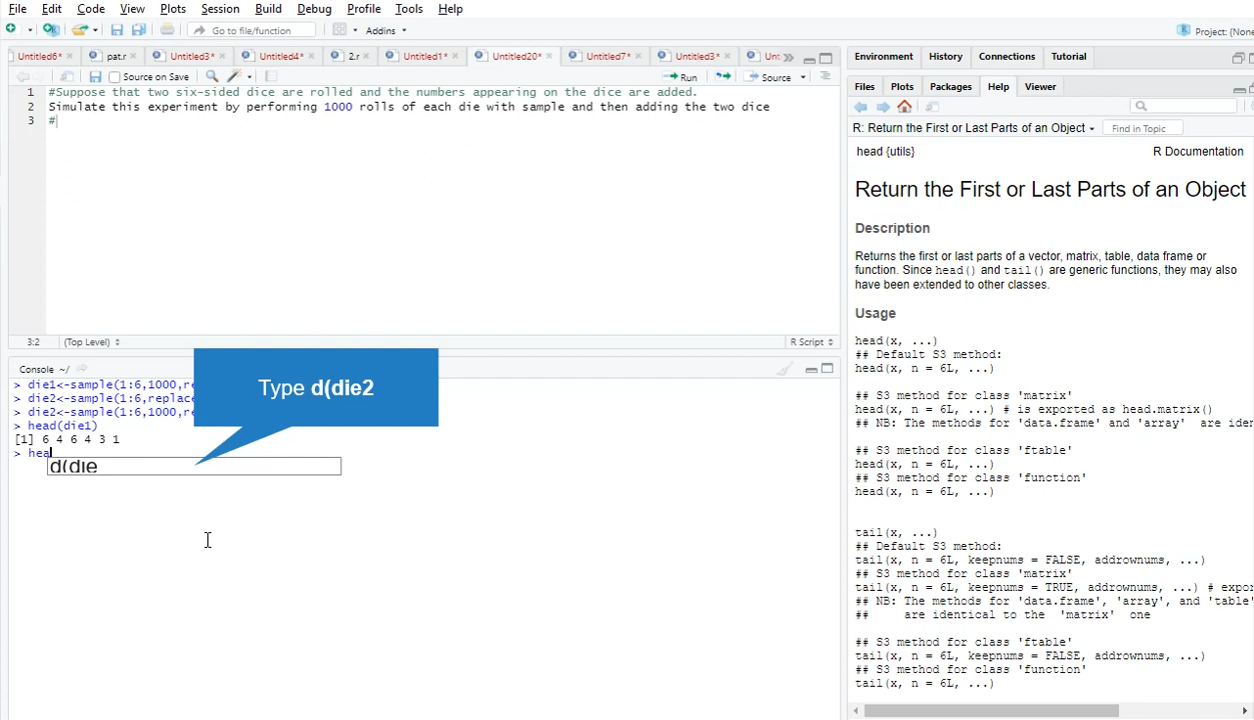 File Edit Code View Plots Session Build Debug Profile Tools Help
Go to file/function Addins Project: (None
Untitled6* pat.r Untitled3* Untitled4* 2.r Untitled1* Untitled20* Untitled7* Untitled3* Unt
Source on Save Run Source
1 #Suppose that two six-sided dice are rolled and the numbers appearing on the dice are added.
2 Simulate this experiment by performing 1000 rolls of each die with sample and then adding the two dice
3 #
3:2 (Top Level) R Script
Console ~/
> die1<-sample(1:6,1000,re
> die2<-sample(1:6,replace
> die2<-sample(1:6,1000,re
> head(die1)
[1] 6 4 6 4 3 1
> hea
d(die
Type d(die2
Environment History Connections Tutorial
Files Plots Packages Help Viewer
R: Return the First or Last Parts of an Object Find in Topic
head {utils} R Documentation
Return the First or Last Parts of an Object
Description
Returns the first or last parts of a vector, matrix, table, data frame or
function. Since head() and tail() are generic functions, they may also
have been extended to other classes.
Usage
head(x, ...)
## Default S3 method:
head(x, n = 6L, ...)
## S3 method for class 'matrix'
head(x, n = 6L, ...) # is exported as head.matrix()
## NB: The methods for 'data.frame' and 'array' are iden
## S3 method for class 'ftable'
head(x, n = 6L, ...)
## S3 method for class 'function'
head(x, n = 6L, ...)
tail(x, ...)
## Default S3 method:
tail(x, n = 6L, keepnums = FALSE, addrownums, ...)
## S3 method for class 'matrix'
tail(x, n = 6L, keepnums = TRUE, addrownums, ...) # expor
## NB: The methods for 'data.frame', 'array', and 'table'
## are identical to the 'matrix' one
## S3 method for class 'ftable'
tail(x, n = 6L, keepnums = FALSE, addrownums, ...)
## S3 method for class 'function'
tail(x, n = 6L, ...)